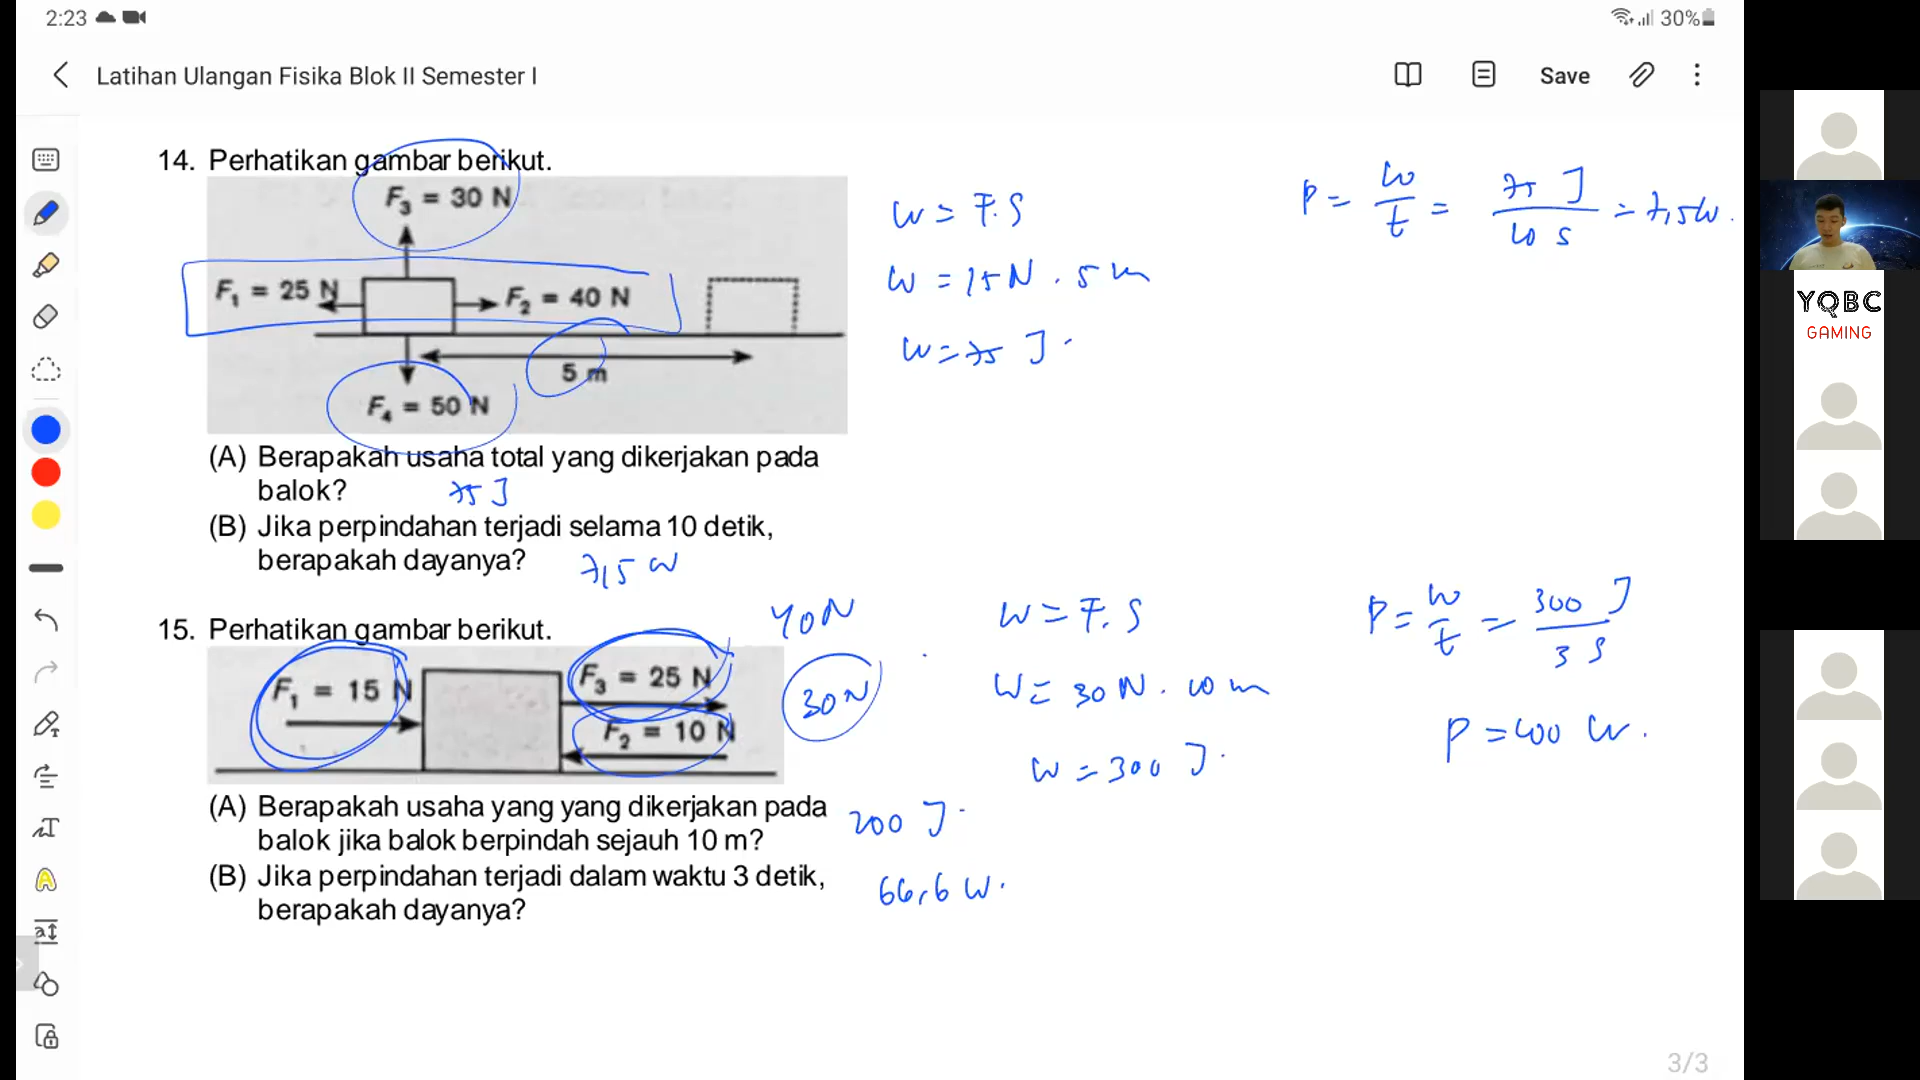 2:23
30%
Latihan Ulangan Fisika Blok II Semester I
Save
14. Perhatikan gambar berikut.
F3 = 30 N
F1 = 25 N
F2 = 40 N
5 m
F4 = 50 N
W = F.S
W = 15N . 5 m
W = 75 J.
P = W/t = 75 J / 10 s = 7,5W.
(A) Berapakah usaha total yang dikerjakan pada
balok?
75 J
(B) Jika perpindahan terjadi selama 10 detik,
berapakah dayanya?
7,5 W
15. Perhatikan gambar berikut.
F1 = 15 N
F3 = 25 N
F2 = 10 N
40N
30N
W = F.S
W = 30 N . 10 m
W = 300 J.
P = W/t = 300 J / 3 S
P = 100 W.
(A) Berapakah usaha yang yang dikerjakan pada
balok jika balok berpindah sejauh 10 m?
200 J.
(B) Jika perpindahan terjadi dalam waktu 3 detik,
berapakah dayanya?
66,6 W.
3/3
YQBC
GAMING